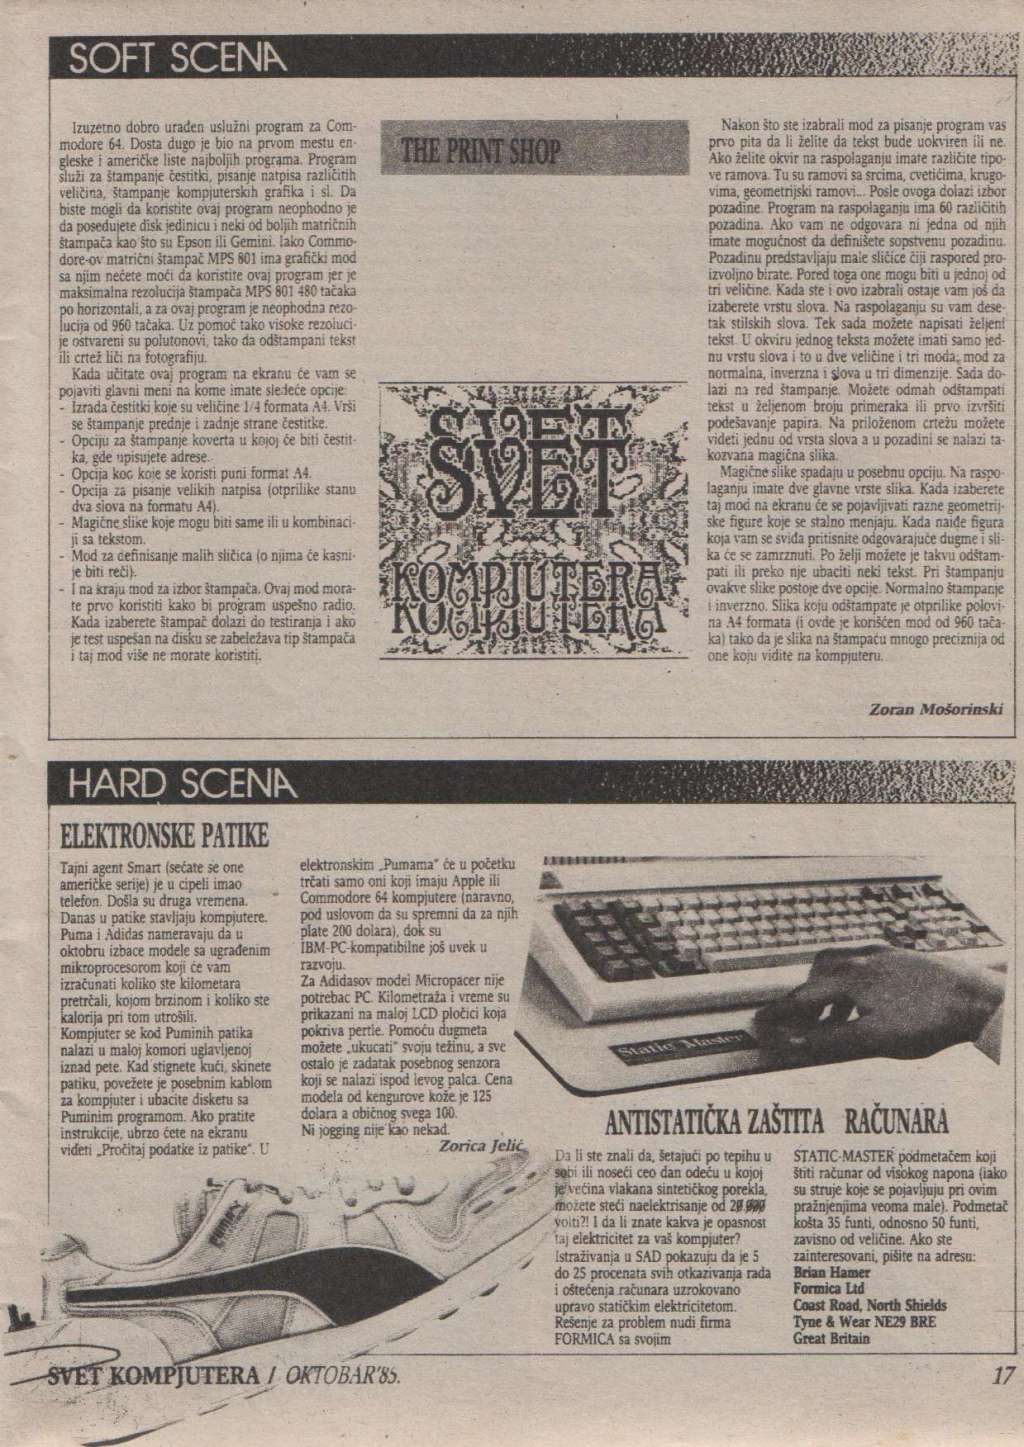 SOFT SCENA
Izuzetno dobro urađen uslužni program za Com-
modore 64. Dosta dugo je bio na prvom mestu en-
gleske i američke liste najboljih programa. Program
služi za štampanje čestitki, pisanje natpisa različitih
veličina, štampanje kompjuterskih grafika i sl. Da
biste mogli da koristite ovaj program neophodno je
da posedujete disk jedinicu i neki od boljih matričnih
štampača kao što su Epson ili Gemini. Iako Commo-
dore-ov matrični štampač MPS 801 ima grafički mod
sa njim nećete moći da koristite ovaj program jer je
maksimalna rezolucija štampača MPS 801 480 tačaka
po horizontali, a za ovaj program je neophodna rezo-
lucija od 960 tačaka. Uz pomoć tako visoke rezoluci-
je ostvareni su polutonovi, tako da odštampani tekst
ili crtež liči na fotografiju.
Kada učitate ovaj program na ekranu će vam se
pojaviti glavni meni na kome imate sledeće opcije:
- Izrada čestitki koje su veličine 1/4 formata A4. Vrši
se štampanje prednje i zadnje strane čestitke.
- Opciju za štampanje koverta u kojoj će biti čestit-
ka, gde upisujete adrese.
- Opcija kod koje se koristi puni format A4.
- Opcija za pisanje velikih natpisa (otprilike stanu
dva slova na formatu A4).
- Magične slike koje mogu biti same ili u kombinaci-
ji sa tekstom.
- Mod za definisanje malih sličica (o njima će kasni-
je biti reči).
- I na kraju mod za izbor štampača. Ovaj mod mora-
te prvo koristiti kako bi program uspešno radio.
Kada izaberete štampač dolazi do testiranja i ako
je test uspešan na disku se zabeležava tip štampača
i taj mod više ne morate koristiti.
THE PRINT SHOP
SVET
SVET
KOMPJUTERA
KOMPJUTERA
Nakon što ste izabrali mod za pisanje program vas
prvo pita da li želite da tekst bude uokviren ili ne.
Ako želite okvir na raspolaganju imate različite tipo-
ve ramova. Tu su ramovi sa srcima, cvetićima, krugo-
vima, geometrijski ramovi... Posle ovoga dolazi izbor
pozadine. Program na raspolaganju ima 60 različitih
pozadina. Ako vam ne odgovara ni jedna od njih
imate mogućnost da definišete sopstvenu pozadinu.
Pozadinu predstavljaju male sličice čiji raspored pro-
izvoljno birate. Pored toga one mogu biti u jednoj od
tri veličine. Kada ste i ovo izabrali ostaje vam još da
izaberete vrstu slova. Na raspolaganju su vam dese-
tak stilskih slova. Tek sada možete napisati željeni
tekst. U okviru jednog teksta možete imati samo jed-
nu vrstu slova i to u dve veličine i tri moda; mod za
normalna, inverzna i slova u tri dimenzije. Sada do-
lazi na red štampanje. Možete odmah odštampati
tekst u željenom broju primeraka ili prvo izvršiti
podešavanje papira. Na priloženom crtežu možete
videti jednu od vrsta slova a u pozadini se nalazi ta-
kozvana magična slika.
Magične slike spadaju u posebnu opciju. Na raspo-
laganju imate dve glavne vrste slika. Kada izaberete
taj mod na ekranu će se pojavljivati razne geometrij-
ske figure koje se stalno menjaju. Kada naiđe figura
koja vam se sviđa pritisnite odgovarajuće dugme i sli-
ka će se zamrznuti. Po želji možete je takvu odštam-
pati ili preko nje ubaciti neki tekst. Pri štampanju
ovakve slike postoje dve opcije. Normalno štampanje
i inverzno. Slika koju odštampate je otprilike polovi-
na A4 formata (i ovde je korišćen mod od 960 tača-
ka) tako da je slika na štampaču mnogo preciznija od
one koju vidite na kompjuteru.
Zoran Mošorinski
HARD SCENA
ELEKTRONSKE PATIKE
Tajni agent Smart (sećate se one
američke serije) je u cipeli imao
telefon. Došla su druga vremena.
Danas u patike stavljaju kompjutere.
Puma i Adidas nameravaju da u
oktobru izbace modele sa ugrađenim
mikroprocesorom koji će vam
izračunati koliko ste kilometara
pretrčali, kojom brzinom i koliko ste
kalorija pri tom utrošili.
Kompjuter se kod Puminih patika
nalazi u maloj komori uglavljenoj
iznad pete. Kad stignete kući, skinete
patiku, povežete je posebnim kablom
za kompjuter i ubacite disketu sa
Puminim programom. Ako pratite
instrukcije, ubrzo ćete na ekranu
videti „Pročitaj podatke iz patike“. U
elektronskim „Pumama“ će u početku
trčati samo oni koji imaju Apple ili
Commodore 64 kompjutere (naravno,
pod uslovom da su spremni da za njih
plate 200 dolara), dok su
IBM-PC-kompatibilne još uvek u
razvoju.
Za Adidasov model Micropacer nije
potrebac PC. Kilometraža i vreme su
prikazani na maloj LCD pločici koja
pokriva pertle. Pomoću dugmeta
možete „ukucati“ svoju težinu, a sve
ostalo je zadatak posebnog senzora
koji se nalazi ispod levog palca. Cena
modela od kengurove kože je 125
dolara a običnog svega 100.
Ni jogging nije kao nekad.
Zorica Jelić
Static Master
ANTISTATIČKA ZAŠTITA RAČUNARA
Da li ste znali da, šetajući po tepihu u
sobi ili noseći ceo dan odeću u kojoj
je većina vlakana sintetičkog porekla,
možete steći naelektrisanje od
volti?! I da li znate kakva je opasnost
taj elektricitet za vaš kompjuter?
Istraživanja u SAD pokazuju da je 5
do 25 procenata svih otkazivanja rada
i oštećenja računara uzrokovano
upravo statičkim elektricitetom.
Rešenje za problem nudi firma
FORMICA sa svojim
STATIC-MASTER podmetačem koji
štiti računar od visokog napona (iako
su struje koje se pojavljuju pri ovim
pražnjenjima veoma male). Podmetač
košta 35 funti, odnosno 50 funti,
zavisno od veličine. Ako ste
zainteresovani, pišite na adresu:
Brian Hamer
Formica Ltd
Coast Road, North Shields
Tyne & Wear NE29 BRE
Great Britain
SVET KOMPJUTERA / OKTOBAR'85.
17